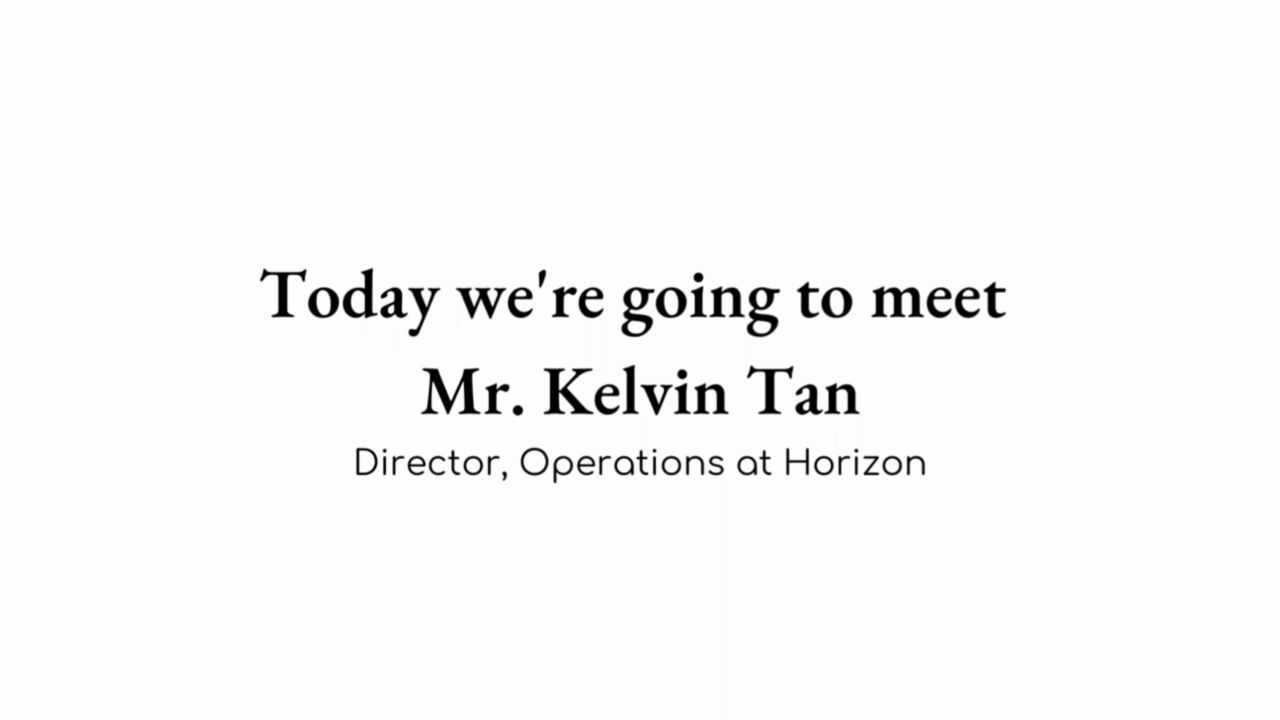 Today we're going to meet
Mr. Kelvin Tan
Director, Operations at Horizon